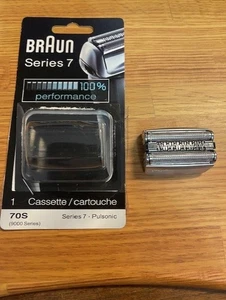 BRAUN
Series 7
100%
performance
1 Cassette / cartouche
70S Series 7 - Pulsonic
(9000 Series)